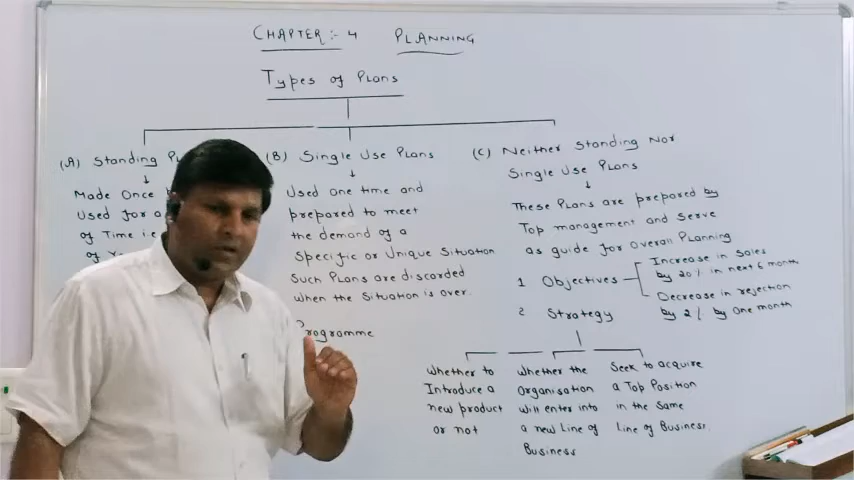 CHAPTER :- 4 PLANNING
Types of Plans
(A) Standing
Made Once
Used for a
of Time i.e
of
(B) Single Use Plans
Used one time and
prepared to meet
the demand of a
Specific or Unique Situation
Such Plans are discarded
When the Situation is over.
Programme
(C) Neither Standing Nor
Single Use Plans
These Plans are prepared by
Top management and Serve
as guide for Overall Planning
1 Objectives
Increase in Sales
by 20% in next 6 month
Decrease in rejection
by 2% by One month
2 Strategy
Whether to
Introduce a
new product
or not
Whether the
Organisation
will enter into
a new Line of
Business
Seek to acquire
a Top Position
in the Same
Line of Business,